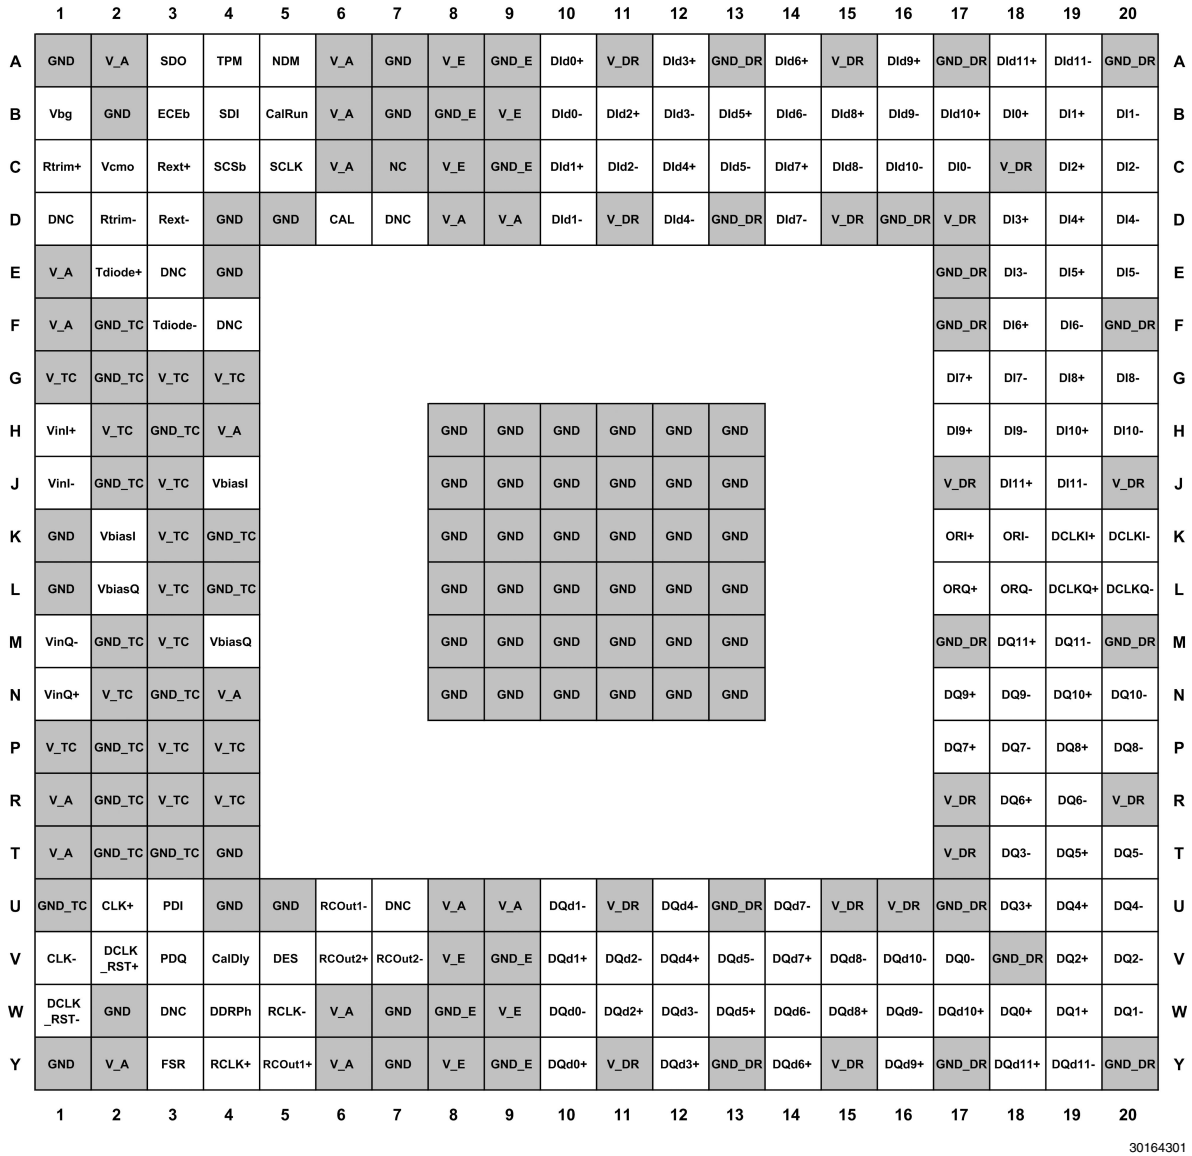 1 2 3 4 5 6 7 8 9 10 11 12 13 14 15 16 17 18 19 20
A GND V_A SDO TPM NDM V_A GND V_E GND_E DId0+ V_DR DId3+ GND_DR DId6+ V_DR DId9+ GND_DR DId11+ DId11- GND_DR A
B Vbg GND ECEb SDI CalRun V_A GND GND_E V_E DId0- DId2+ DId3- DId5+ DId6- DId8+ DId9- DId10+ DI0+ DI1+ DI1- B
C Rtrim+ Vcmo Rext+ SCSb SCLK V_A NC V_E GND_E DId1+ DId2- DId4+ DId5- DId7+ DId8- DId10- DI0- V_DR DI2+ DI2- C
D DNC Rtrim- Rext- GND GND CAL DNC V_A V_A DId1- V_DR DId4- GND_DR DId7- V_DR GND_DR V_DR DI3+ DI4+ DI4- D
E V_A Tdiode+ DNC GND GND_DR DI3- DI5+ DI5- E
F V_A GND_TC Tdiode- DNC GND_DR DI6+ DI6- GND_DR F
G V_TC GND_TC V_TC V_TC DI7+ DI7- DI8+ DI8- G
H VinI+ V_TC GND_TC V_A GND GND GND GND GND GND DI9+ DI9- DI10+ DI10- H
J VinI- GND_TC V_TC VbiasI GND GND GND GND GND GND V_DR DI11+ DI11- V_DR J
K GND VbiasI V_TC GND_TC GND GND GND GND GND GND ORI+ ORI- DCLKI+ DCLKI- K
L GND VbiasQ V_TC GND_TC GND GND GND GND GND GND ORQ+ ORQ- DCLKQ+ DCLKQ- L
M VinQ- GND_TC V_TC VbiasQ GND GND GND GND GND GND GND_DR DQ11+ DQ11- GND_DR M
N VinQ+ V_TC GND_TC V_A GND GND GND GND GND GND DQ9+ DQ9- DQ10+ DQ10- N
P V_TC GND_TC V_TC V_TC DQ7+ DQ7- DQ8+ DQ8- P
R V_A GND_TC V_TC V_TC V_DR DQ6+ DQ6- V_DR R
T V_A GND_TC GND_TC GND V_DR DQ3- DQ5+ DQ5- T
U GND_TC CLK+ PDI GND GND RCOut1- DNC V_A V_A DQd1- V_DR DQd4- GND_DR DQd7- V_DR V_DR GND_DR DQ3+ DQ4+ DQ4- U
V CLK- DCLK _RST+ PDQ CalDly DES RCOut2+ RCOut2- V_E GND_E DQd1+ DQd2- DQd4+ DQd5- DQd7+ DQd8- DQd10- DQ0- GND_DR DQ2+ DQ2- V
W DCLK _RST- GND DNC DDRPh RCLK- V_A GND GND_E V_E DQd0- DQd2+ DQd3- DQd5+ DQd6- DQd8+ DQd9- DQd10+ DQ0+ DQ1+ DQ1- W
Y GND V_A FSR RCLK+ RCOut1+ V_A GND V_E GND_E DQd0+ V_DR DQd3+ GND_DR DQd6+ V_DR DQd9+ GND_DR DQd11+ DQd11- GND_DR Y
1 2 3 4 5 6 7 8 9 10 11 12 13 14 15 16 17 18 19 20
30164301